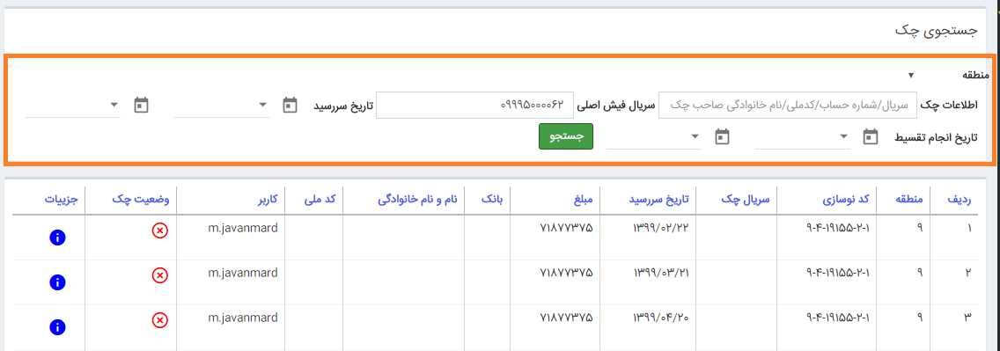 جستجوی چک
منطقه
اطلاعات چک سریال/شماره حساب/کدملی/نام خانوادگی صاحب چک سریال فیش اصلی ۰۹۹۹۵۰۰۰۰۶۲ تاریخ سررسید
تاریخ انجام تقسیط جستجو
ردیف منطقه کد نوسازی سریال چک تاریخ سررسید مبلغ بانک نام و نام خانوادگی کد ملی کاربر وضعیت چک جزییات
۱ ۹ ۹-۴-۱۹۱۵۵-۲-۱ ۱۳۹۹/۰۲/۲۲ ۷۱۸۷۷۳۷۵ m.javanmard
۲ ۹ ۹-۴-۱۹۱۵۵-۲-۱ ۱۳۹۹/۰۳/۲۱ ۷۱۸۷۷۳۷۵ m.javanmard
۳ ۹ ۹-۴-۱۹۱۵۵-۲-۱ ۱۳۹۹/۰۴/۲۰ ۷۱۸۷۷۳۷۵ m.javanmard